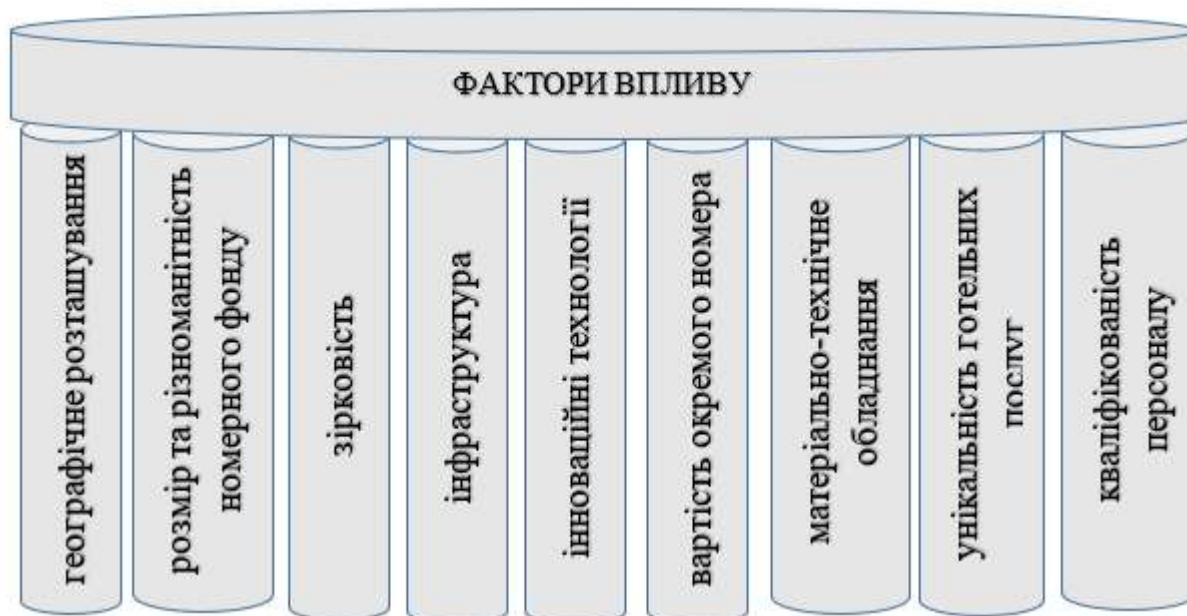 ФАКТОРИ ВПЛИВУ
географічне розташування
розмір та різноманітність
номерного фонду
зірковість
інфраструктура
інноваційні технології
вартість окремого номера
матеріально-технічне
обладнання
унікальність готельних
послуг
кваліфікованість
персоналу